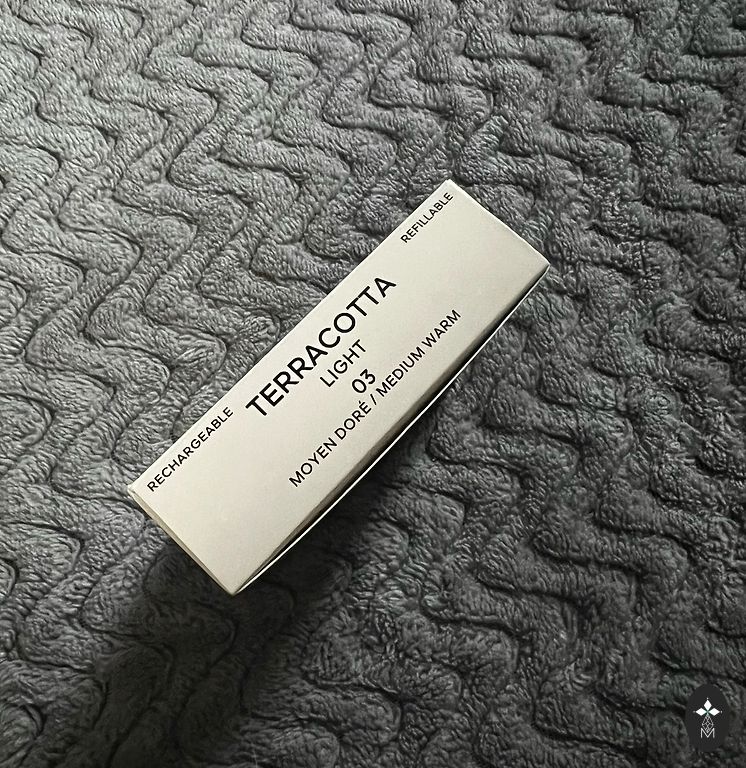 RECHARGEABLE
REFILLABLE
TERRACOTTA
LIGHT
03
MOYEN DORÉ / MEDIUM WARM
M